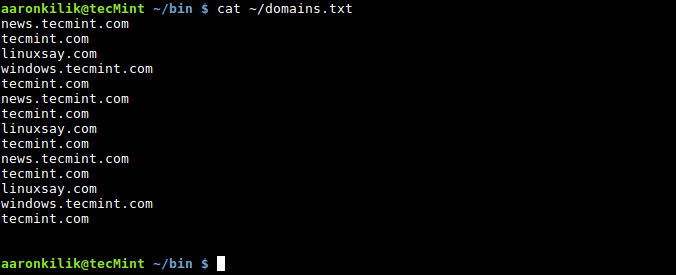 aaronkilik@tecMint ~/bin $ cat ~/domains.txt
news.tecmint.com
tecmint.com
linuxsay.com
windows.tecmint.com
tecmint.com
news.tecmint.com
tecmint.com
linuxsay.com
tecmint.com
news.tecmint.com
tecmint.com
linuxsay.com
windows.tecmint.com
tecmint.com
aaronkilik@tecMint ~/bin $